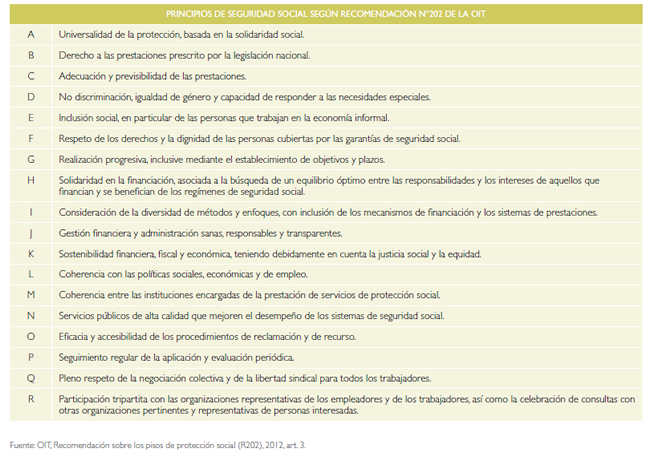 PRINCIPIOS DE SEGURIDAD SOCIAL SEGÚN RECOMENDACIÓN N°202 DE LA OIT
A Universalidad de la protección, basada en la solidaridad social.
B Derecho a las prestaciones prescrito por la legislación nacional.
C Adecuación y previsibilidad de las prestaciones.
D No discriminación, igualdad de género y capacidad de responder a las necesidades especiales.
E Inclusión social, en particular de las personas que trabajan en la economía informal.
F Respeto de los derechos y la dignidad de las personas cubiertas por las garantías de seguridad social.
G Realización progresiva, inclusive mediante el establecimiento de objetivos y plazos.
H Solidaridad en la financiación, asociada a la búsqueda de un equilibrio óptimo entre las responsabilidades y los intereses de aquellos que
financian y se benefician de los regímenes de seguridad social.
I Consideración de la diversidad de métodos y enfoques, con inclusión de los mecanismos de financiación y los sistemas de prestaciones.
J Gestión financiera y administración sanas, responsables y transparentes.
K Sostenibilidad financiera, fiscal y económica, teniendo debidamente en cuenta la justicia social y la equidad.
L Coherencia con las políticas sociales, económicas y de empleo.
M Coherencia entre las instituciones encargadas de la prestación de servicios de protección social.
N Servicios públicos de alta calidad que mejoren el desempeño de los sistemas de seguridad social.
O Eficacia y accesibilidad de los procedimientos de reclamación y de recurso.
P Seguimiento regular de la aplicación y evaluación periódica.
Q Pleno respeto de la negociación colectiva y de la libertad sindical para todos los trabajadores.
R Participación tripartita con las organizaciones representativas de los empleadores y de los trabajadores, así como la celebración de consultas con
otras organizaciones pertinentes y representativas de personas interesadas.
Fuente: OIT, Recomendación sobre los pisos de protección social (R202), 2012, art. 3.